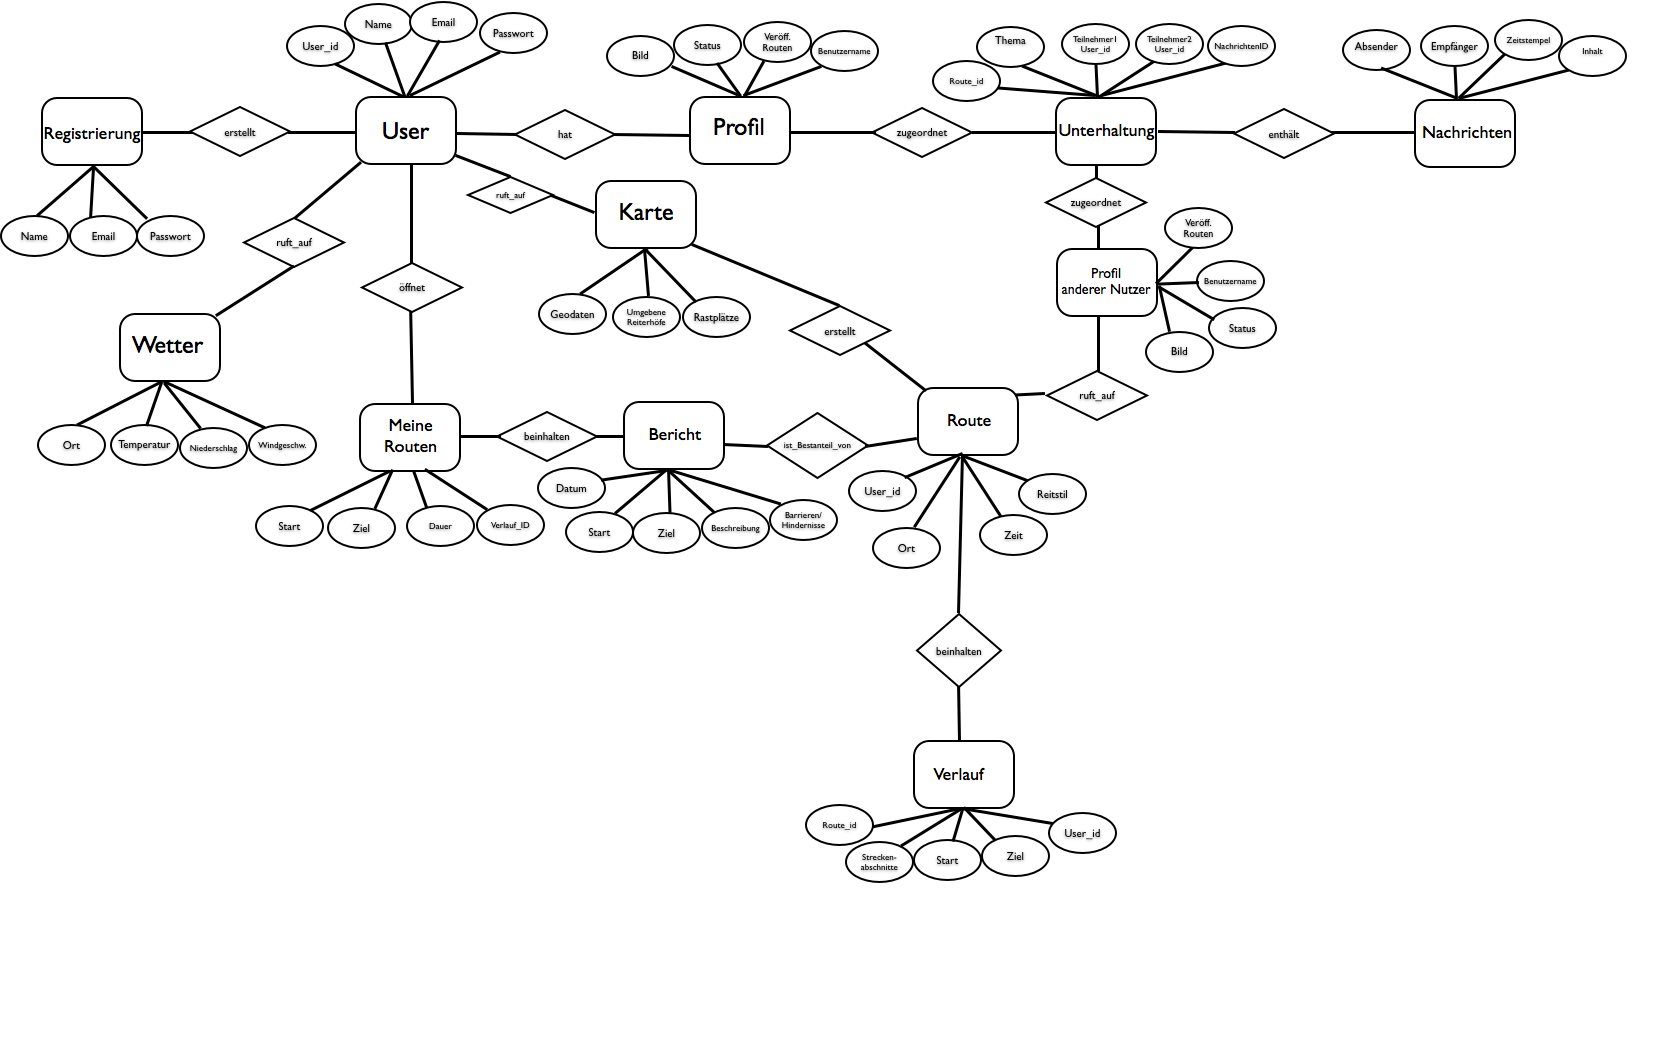 User_id
Name
Email
Passwort
Bild
Status
Veröff.
Routen
Benutzername
Route_id
Thema
Teilnehmer1
User_id
Teilnehmer2
User_id
NachrichtenID
Absender
Empfänger
Zeitstempel
Inhalt
Registrierung
erstellt
User
hat
Profil
zugeordnet
Unterhaltung
enthält
Nachrichten
Name
Email
Passwort
ruft_auf
ruft_auf
Karte
zugeordnet
Veröff.
Routen
öffnet
Geodaten
Umgebene
Reiterhöfe
Rastplätze
erstellt
Profil
anderer Nutzer
Benutzername
Status
Bild
Wetter
Ort
Temperatur
Niederschlag
Windgeschw.
Meine
Routen
beinhalten
Bericht
ist_Bestanteil_von
Route
ruft_auf
Start
Ziel
Dauer
Verlauf_ID
Datum
Start
Ziel
Beschreibung
Barrieren/
Hindernisse
User_id
Ort
Zeit
Reitstil
beinhalten
Verlauf
Route_id
Strecken-
abschnitte
Start
Ziel
User_id